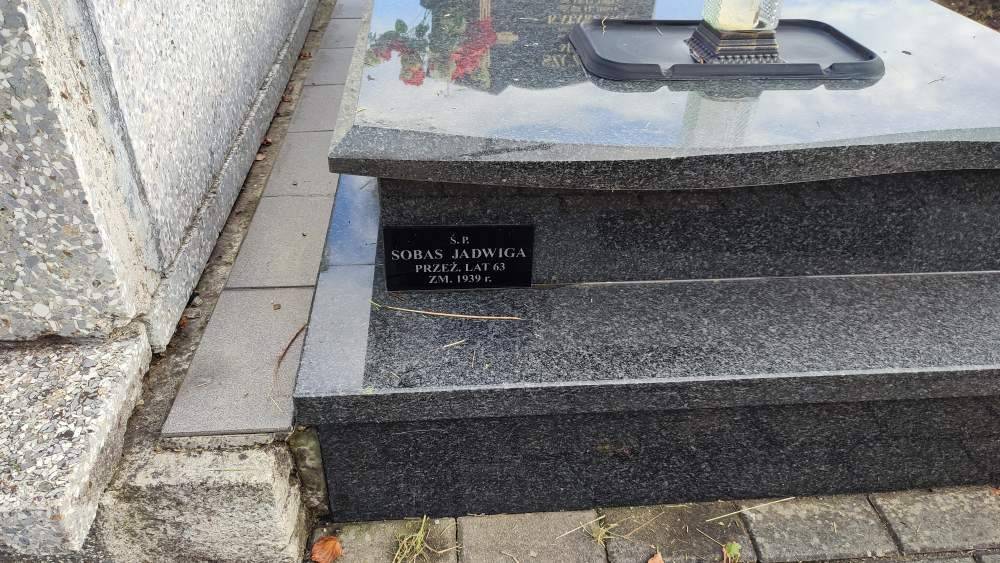 Ś. P.
SOBAS JADWIGA
PRZEŻ. LAT 63
ZM. 1939 r.